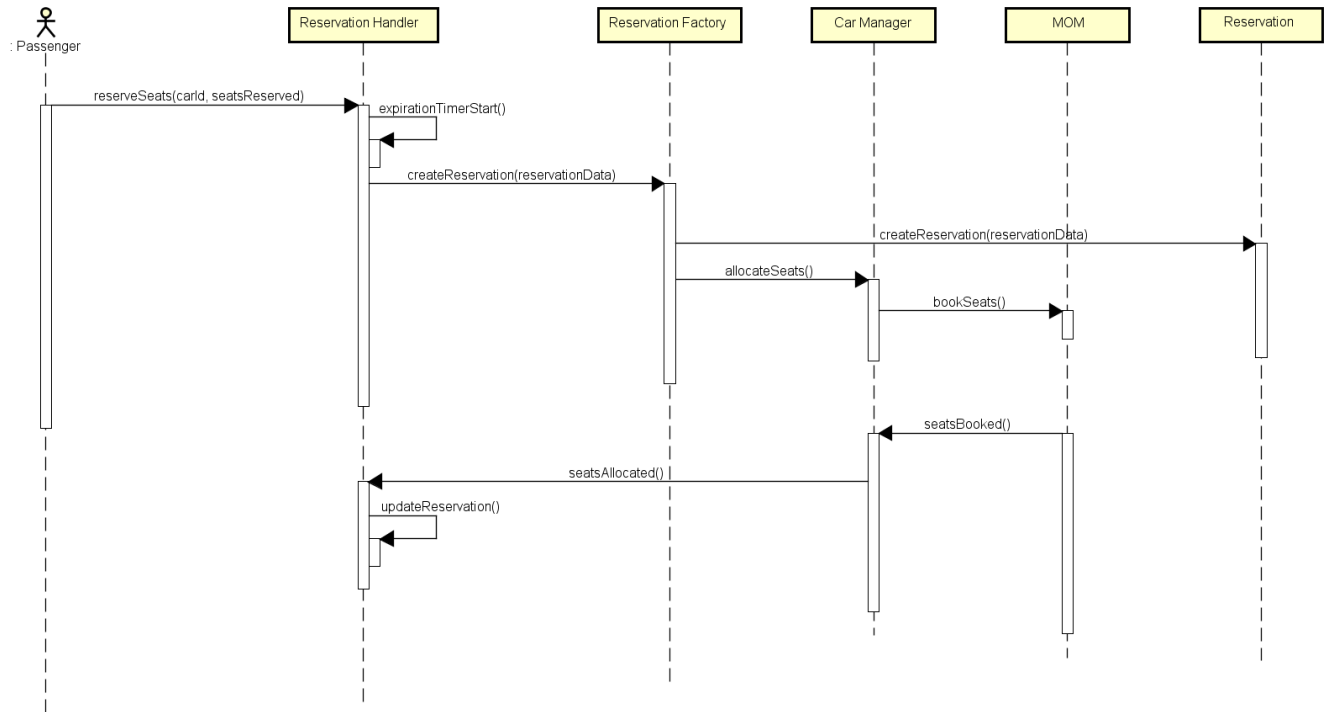 Reservation Handler
Reservation Factory
Car Manager
MOM
Reservation
: Passenger
reserveSeats(carId, seatsReserved)
expirationTimerStart()
createReservation(reservationData)
createReservation(reservationData)
allocateSeats()
bookSeats()
seatsBooked()
seatsAllocated()
updateReservation()